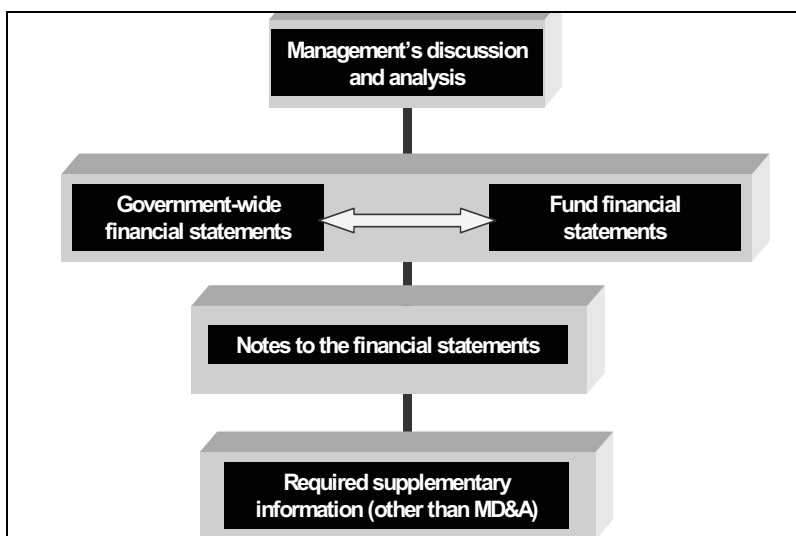 Management’s discussion
and analysis
Government-wide
financial statements
Fund financial
statements
Notes to the financial statements
Required supplementary
information (other than MD&A)